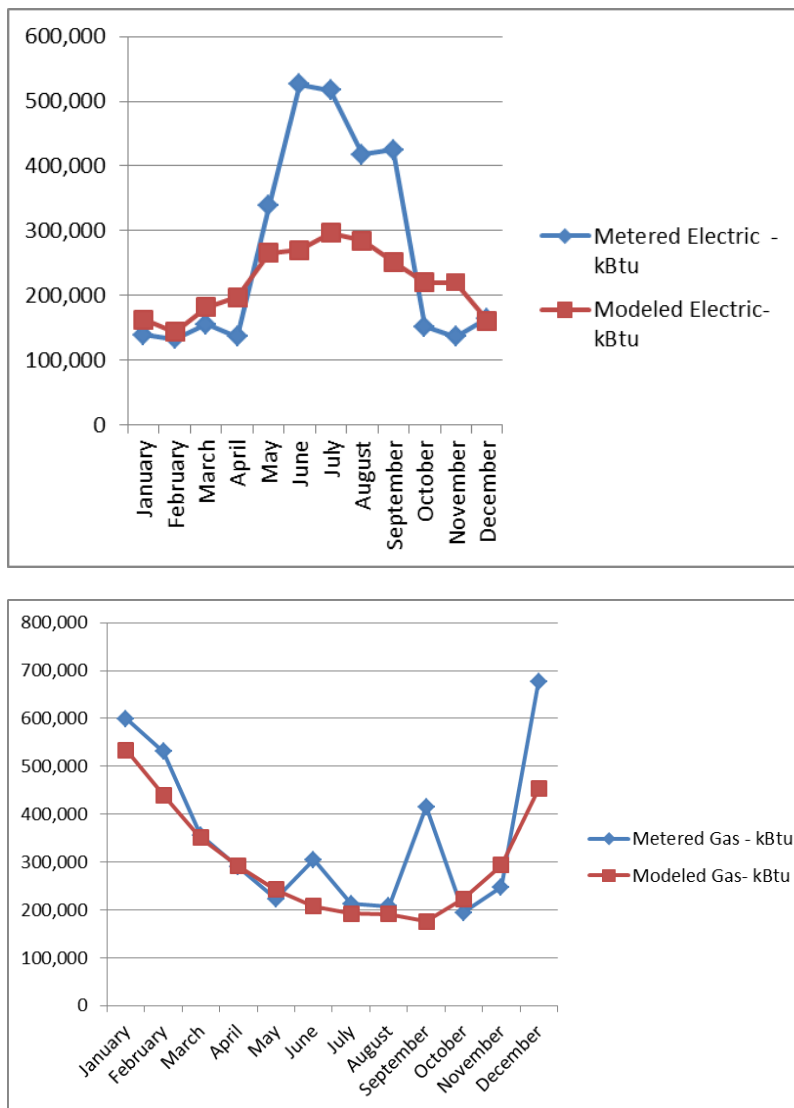 600,000
500,000
400,000
300,000
200,000
100,000
0
January
February
March
April
May
June
July
August
September
October
November
December
Metered Electric -
kBtu
Modeled Electric-
kBtu
800,000
700,000
600,000
500,000
400,000
300,000
200,000
100,000
0
January
February
March
April
May
June
July
August
September
October
November
December
Metered Gas - kBtu
Modeled Gas- kBtu